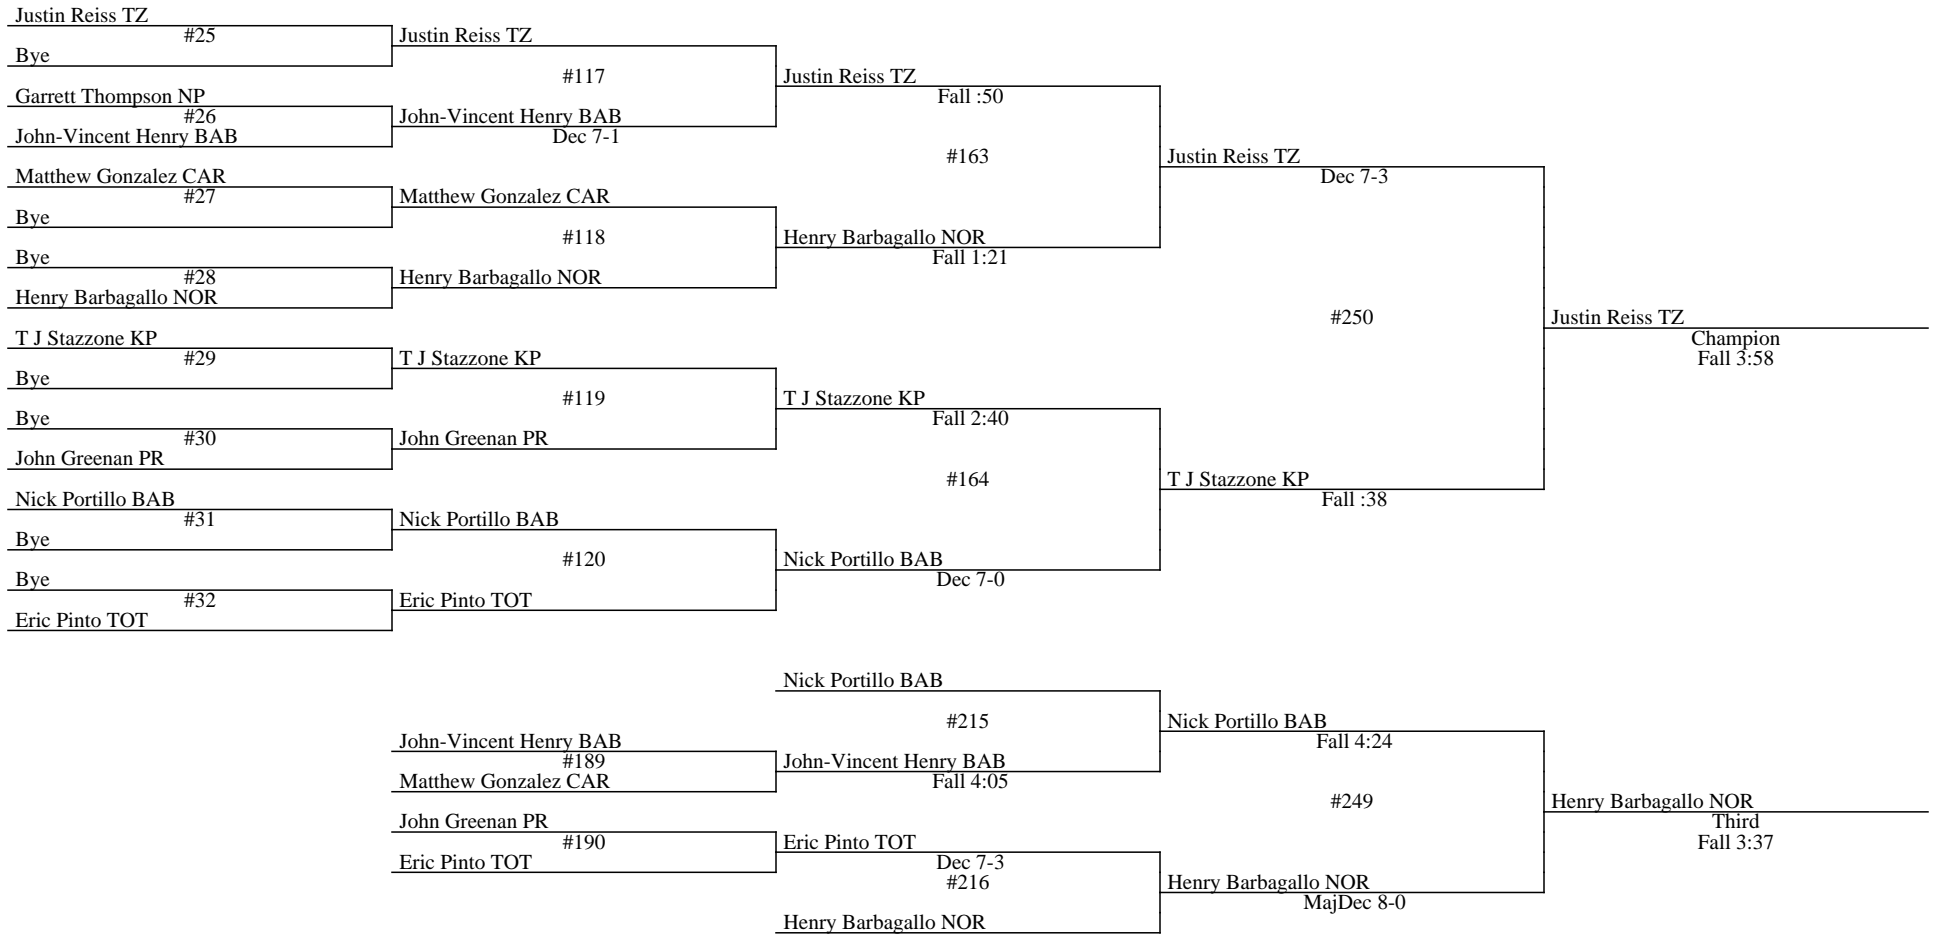 Justin Reiss TZ
#25
Bye
Justin Reiss TZ
#117
Garrett Thompson NP
#26
John-Vincent Henry BAB
John-Vincent Henry BAB
Dec 7-1
Justin Reiss TZ
Fall :50
#163
Matthew Gonzalez CAR
#27
Bye
Matthew Gonzalez CAR
#118
Bye
#28
Henry Barbagallo NOR
Henry Barbagallo NOR
Henry Barbagallo NOR
Fall 1:21
Justin Reiss TZ
Dec 7-3
#250
T J Stazzone KP
#29
Bye
T J Stazzone KP
#119
Bye
#30
John Greenan PR
John Greenan PR
T J Stazzone KP
Fall 2:40
#164
Nick Portillo BAB
#31
Bye
Nick Portillo BAB
#120
Bye
#32
Eric Pinto TOT
Eric Pinto TOT
Nick Portillo BAB
Dec 7-0
T J Stazzone KP
Fall :38
Justin Reiss TZ
Champion
Fall 3:58
Nick Portillo BAB
#215
John-Vincent Henry BAB
#189
Matthew Gonzalez CAR
John-Vincent Henry BAB
Fall 4:05
Nick Portillo BAB
Fall 4:24
#249
John Greenan PR
#190
Eric Pinto TOT
Eric Pinto TOT
Dec 7-3
#216
Henry Barbagallo NOR
Henry Barbagallo NOR
MajDec 8-0
Henry Barbagallo NOR
Third
Fall 3:37